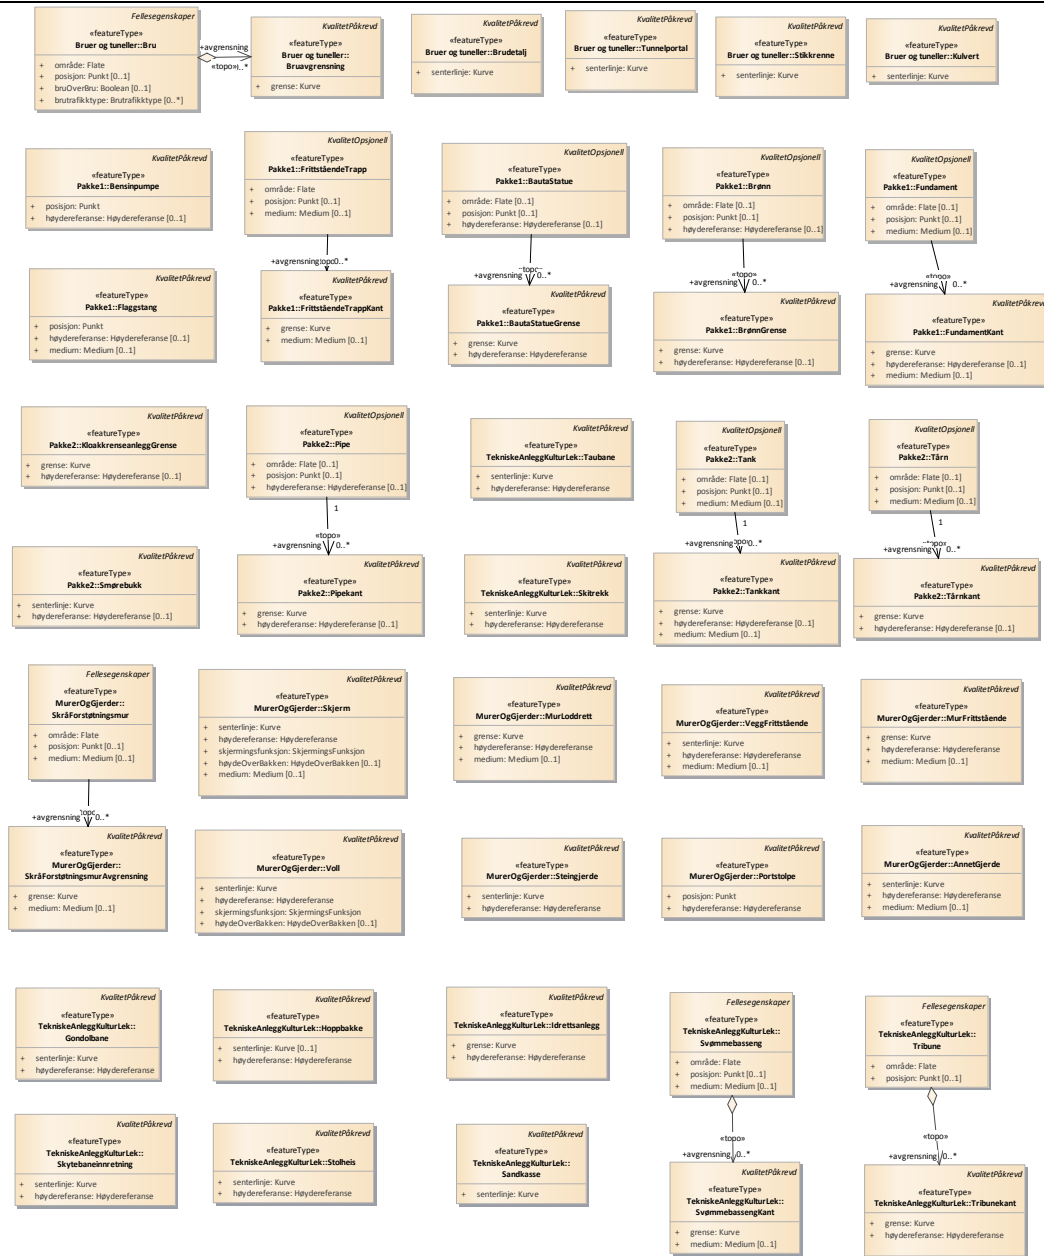 Fellesegenskaper
«featureType»
Bruer og tuneller::Bru
+ område: Flate
+ posisjon: Punkt [0..1]
+ bruOverBru: Boolean [0..1]
+ brutrafikktype: Brutrafikktype [0..*]
+avgrensning
«topo»
0..*
KvalitetPåkrevd
«featureType»
Bruer og tuneller::
Bruavgrensning
+ grense: Kurve
KvalitetPåkrevd
«featureType»
Bruer og tuneller::Brudetalj
+ senterlinje: Kurve
KvalitetPåkrevd
«featureType»
Bruer og tuneller::Tunnelportal
+ senterlinje: Kurve
KvalitetPåkrevd
«featureType»
Bruer og tuneller::Stikkrenne
+ senterlinje: Kurve
KvalitetPåkrevd
«featureType»
Bruer og tuneller::Kulvert
+ senterlinje: Kurve
KvalitetPåkrevd
«featureType»
Pakke1::Bensinpumpe
+ posisjon: Punkt
+ høydereferanse: Høydereferanse [0..1]
KvalitetOpsjonell
«featureType»
Pakke1::FrittståendeTrapp
+ område: Flate
+ posisjon: Punkt [0..1]
+ medium: Medium [0..1]
+avgrensning
«topo»
0..*
KvalitetOpsjonell
«featureType»
Pakke1::BautaStatue
+ område: Flate [0..1]
+ posisjon: Punkt [0..1]
+ høydereferanse: Høydereferanse [0..1]
«topo»
+avgrensning 0..*
KvalitetOpsjonell
«featureType»
Pakke1::Brønn
+ område: Flate [0..1]
+ posisjon: Punkt [0..1]
+ høydereferanse: Høydereferanse [0..1]
«topo»
+avgrensning 0..*
KvalitetOpsjonell
«featureType»
Pakke1::Fundament
+ område: Flate [0..1]
+ posisjon: Punkt [0..1]
+ medium: Medium [0..1]
«topo»
+avgrensning 0..*
KvalitetPåkrevd
«featureType»
Pakke1::Flaggstang
+ posisjon: Punkt
+ høydereferanse: Høydereferanse [0..1]
+ medium: Medium [0..1]
KvalitetPåkrevd
«featureType»
Pakke1::FrittståendeTrappKant
+ grense: Kurve
+ medium: Medium [0..1]
KvalitetPåkrevd
«featureType»
Pakke1::BautaStatueGrense
+ grense: Kurve
+ høydereferanse: Høydereferanse
KvalitetPåkrevd
«featureType»
Pakke1::BrønnGrense
+ grense: Kurve
+ høydereferanse: Høydereferanse [0..1]
KvalitetPåkrevd
«featureType»
Pakke1::FundamentKant
+ grense: Kurve
+ høydereferanse: Høydereferanse [0..1]
+ medium: Medium [0..1]
KvalitetPåkrevd
«featureType»
Pakke2::KloakkrenseanleggGrense
+ grense: Kurve
+ høydereferanse: Høydereferanse [0..1]
KvalitetOpsjonell
«featureType»
Pakke2::Pipe
+ område: Flate [0..1]
+ posisjon: Punkt [0..1]
+ høydereferanse: Høydereferanse [0..1]
1
«topo»
+avgrensning 0..*
KvalitetPåkrevd
«featureType»
TekniskeAnleggKulturLek::Taubane
+ senterlinje: Kurve
+ høydereferanse: Høydereferanse
KvalitetOpsjonell
«featureType»
Pakke2::Tank
+ område: Flate [0..1]
+ posisjon: Punkt [0..1]
+ medium: Medium [0..1]
1
«topo»
+avgrensning 0..*
KvalitetOpsjonell
«featureType»
Pakke2::Tårn
+ område: Flate [0..1]
+ posisjon: Punkt [0..1]
+ medium: Medium [0..1]
1
«topo»
+avgrensning 0..*
KvalitetPåkrevd
«featureType»
Pakke2::Smørebukk
+ senterlinje: Kurve
+ høydereferanse: Høydereferanse [0..1]
KvalitetPåkrevd
«featureType»
Pakke2::Pipekant
+ grense: Kurve
+ høydereferanse: Høydereferanse [0..1]
KvalitetPåkrevd
«featureType»
TekniskeAnleggKulturLek::Skitrekk
+ senterlinje: Kurve
+ høydereferanse: Høydereferanse
KvalitetPåkrevd
«featureType»
Pakke2::Tankkant
+ grense: Kurve
+ høydereferanse: Høydereferanse [0..1]
+ medium: Medium [0..1]
KvalitetPåkrevd
«featureType»
Pakke2::Tårnkant
+ grense: Kurve
+ høydereferanse: Høydereferanse [0..1]
Fellesegenskaper
«featureType»
MurerOgGjerder::
SkråForstøtningsmur
+ område: Flate
+ posisjon: Punkt [0..1]
+ medium: Medium [0..1]
«topo»
+avgrensning 0..*
KvalitetPåkrevd
«featureType»
MurerOgGjerder::Skjerm
+ senterlinje: Kurve
+ høydereferanse: Høydereferanse
+ skjermingsfunksjon: SkjermingsFunksjon
+ høydeOverBakken: HøydeOverBakken [0..1]
+ medium: Medium [0..1]
KvalitetPåkrevd
«featureType»
MurerOgGjerder::MurLoddrett
+ grense: Kurve
+ høydereferanse: Høydereferanse
+ medium: Medium [0..1]
KvalitetPåkrevd
«featureType»
MurerOgGjerder::VeggFrittstående
+ senterlinje: Kurve
+ høydereferanse: Høydereferanse
+ medium: Medium [0..1]
KvalitetPåkrevd
«featureType»
MurerOgGjerder::MurFrittstående
+ grense: Kurve
+ høydereferanse: Høydereferanse
+ medium: Medium [0..1]
KvalitetPåkrevd
«featureType»
MurerOgGjerder::
SkråForstøtningsmurAvgrensning
+ grense: Kurve
+ medium: Medium [0..1]
KvalitetPåkrevd
«featureType»
MurerOgGjerder::Voll
+ senterlinje: Kurve
+ høydereferanse: Høydereferanse
+ skjermingsfunksjon: SkjermingsFunksjon
+ høydeOverBakken: HøydeOverBakken [0..1]
KvalitetPåkrevd
«featureType»
MurerOgGjerder::Steingjerde
+ senterlinje: Kurve
+ høydereferanse: Høydereferanse
KvalitetPåkrevd
«featureType»
MurerOgGjerder::Portstolpe
+ posisjon: Punkt
+ høydereferanse: Høydereferanse
KvalitetPåkrevd
«featureType»
MurerOgGjerder::AnnetGjerde
+ senterlinje: Kurve
+ høydereferanse: Høydereferanse
+ medium: Medium [0..1]
KvalitetPåkrevd
«featureType»
TekniskeAnleggKulturLek::
Gondolbane
+ senterlinje: Kurve
+ høydereferanse: Høydereferanse
KvalitetPåkrevd
«featureType»
TekniskeAnleggKulturLek::Hoppbakke
+ senterlinje: Kurve [0..1]
+ høydereferanse: Høydereferanse
KvalitetPåkrevd
«featureType»
TekniskeAnleggKulturLek::Idrettsanlegg
+ grense: Kurve
+ høydereferanse: Høydereferanse
Fellesegenskaper
«featureType»
TekniskeAnleggKulturLek::
Svømmebasseng
+ område: Flate
+ posisjon: Punkt [0..1]
+ medium: Medium [0..1]
«topo»
+avgrensning 0..*
Fellesegenskaper
«featureType»
TekniskeAnleggKulturLek::
Tribune
+ område: Flate
+ posisjon: Punkt [0..1]
«topo»
+avgrensning 0..*
KvalitetPåkrevd
«featureType»
TekniskeAnleggKulturLek::
Skytebaneinnretning
+ senterlinje: Kurve
+ høydereferanse: Høydereferanse
KvalitetPåkrevd
«featureType»
TekniskeAnleggKulturLek::Stolheis
+ senterlinje: Kurve
+ høydereferanse: Høydereferanse
KvalitetPåkrevd
«featureType»
TekniskeAnleggKulturLek::
Sandkasse
+ senterlinje: Kurve
KvalitetPåkrevd
«featureType»
TekniskeAnleggKulturLek::
SvømmebassengKant
+ grense: Kurve
+ medium: Medium [0..1]
KvalitetPåkrevd
«featureType»
TekniskeAnleggKulturLek::Tribunekant
+ grense: Kurve
+ høydereferanse: Høydereferanse